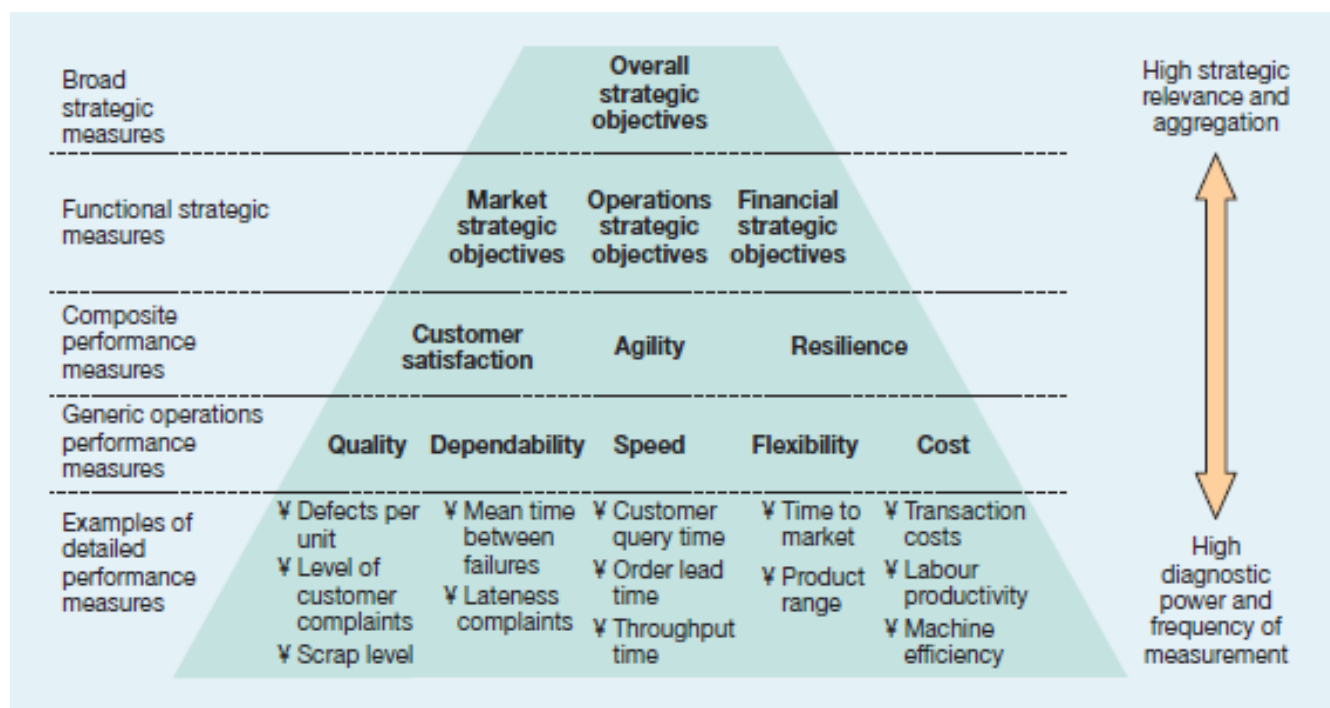 Broad
strategic
measures
Overall
strategic
objectives
High strategic
relevance and
aggregation
Functional strategic
measures
Market
strategic
objectives
Operations
strategic
objectives
Financial
strategic
objectives
Composite
performance
measures
Customer
satisfaction
Agility
Resilience
Generic operations
performance
measures
Quality
Dependability
Speed
Flexibility
Cost
Examples of
detailed
performance
measures
¥ Defects per
unit
¥ Level of
customer
complaints
¥ Scrap level
¥ Mean time
between
failures
¥ Lateness
complaints
¥ Customer
query time
¥ Order lead
time
¥ Throughput
time
¥ Time to
market
¥ Product
range
¥ Transaction
costs
¥ Labour
productivity
¥ Machine
efficiency
High
diagnostic
power and
frequency of
measurement